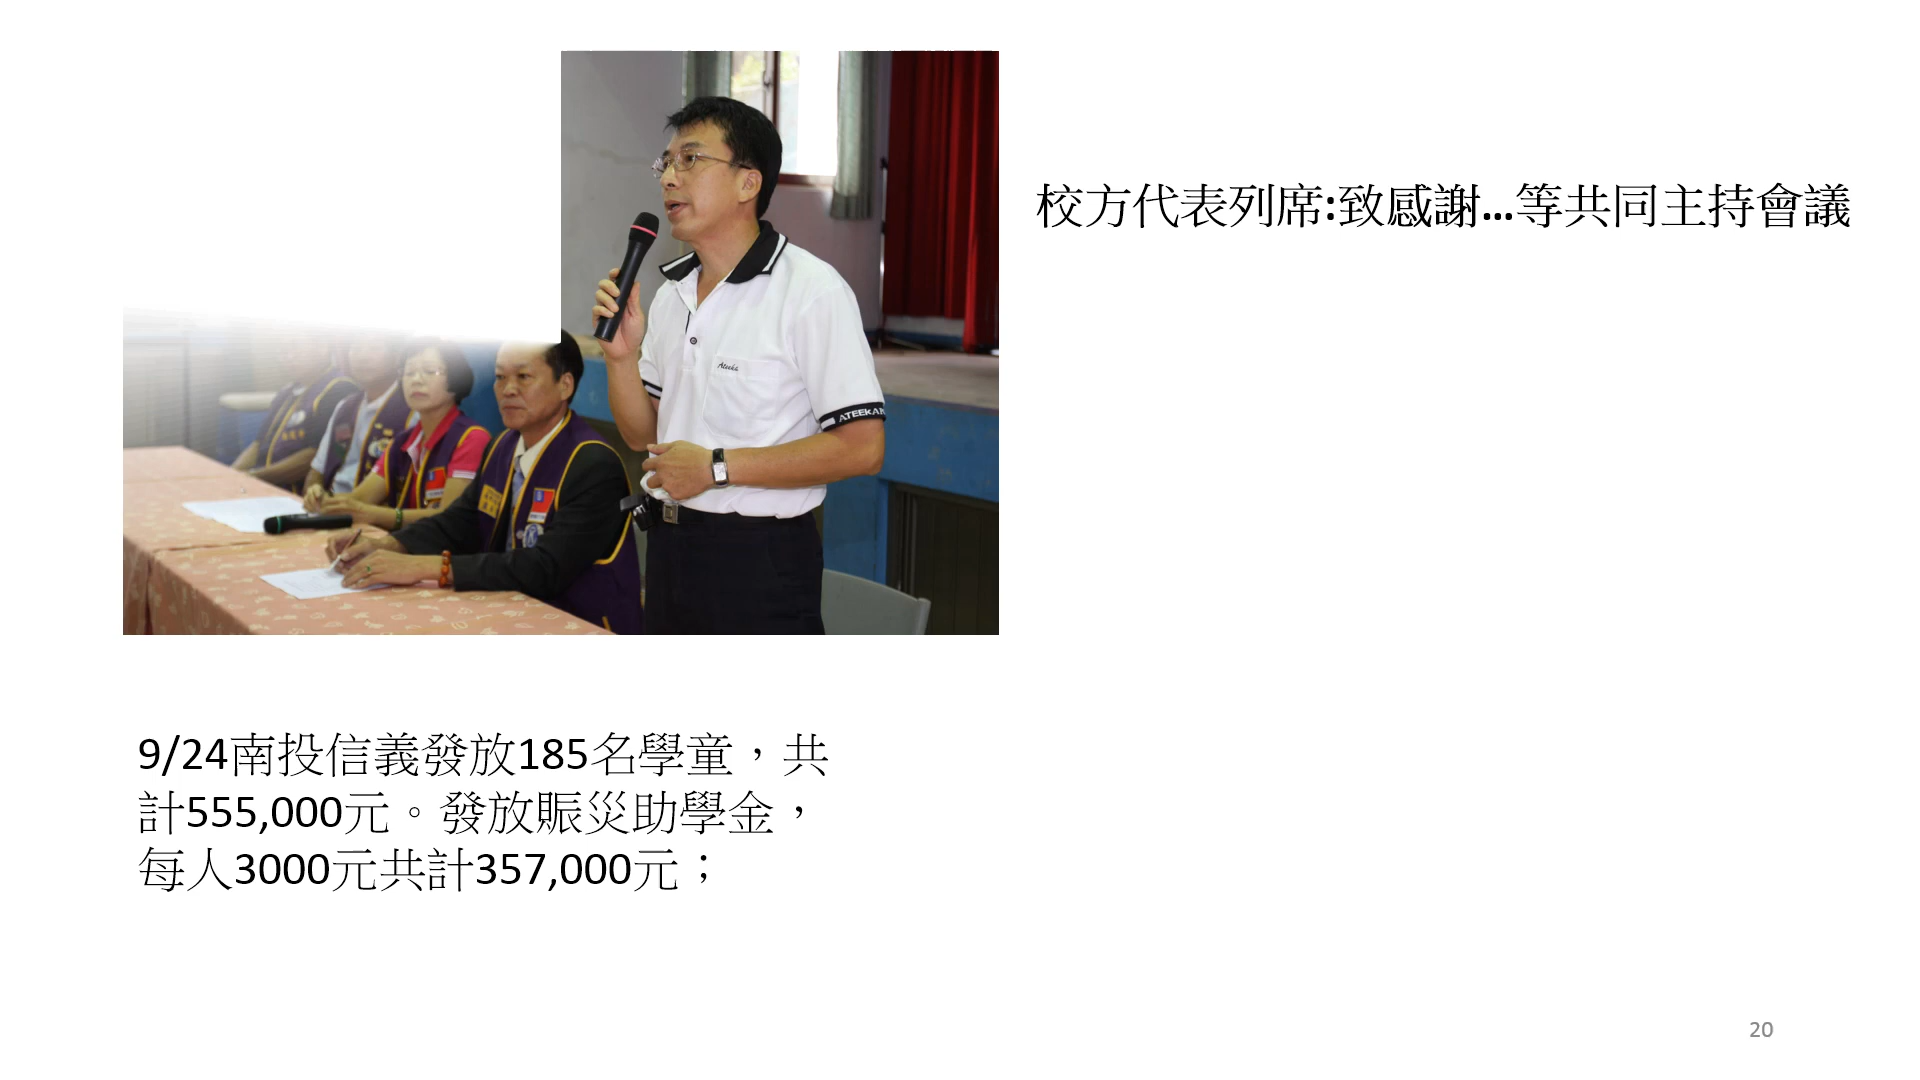 校方代表列席:致感謝...等共同主持會議
Ateeka
ATEEKA
9/24南投信義發放185名學童，共
計555,000元。發放賑災助學金，
每人3000元共計357,000元；
20